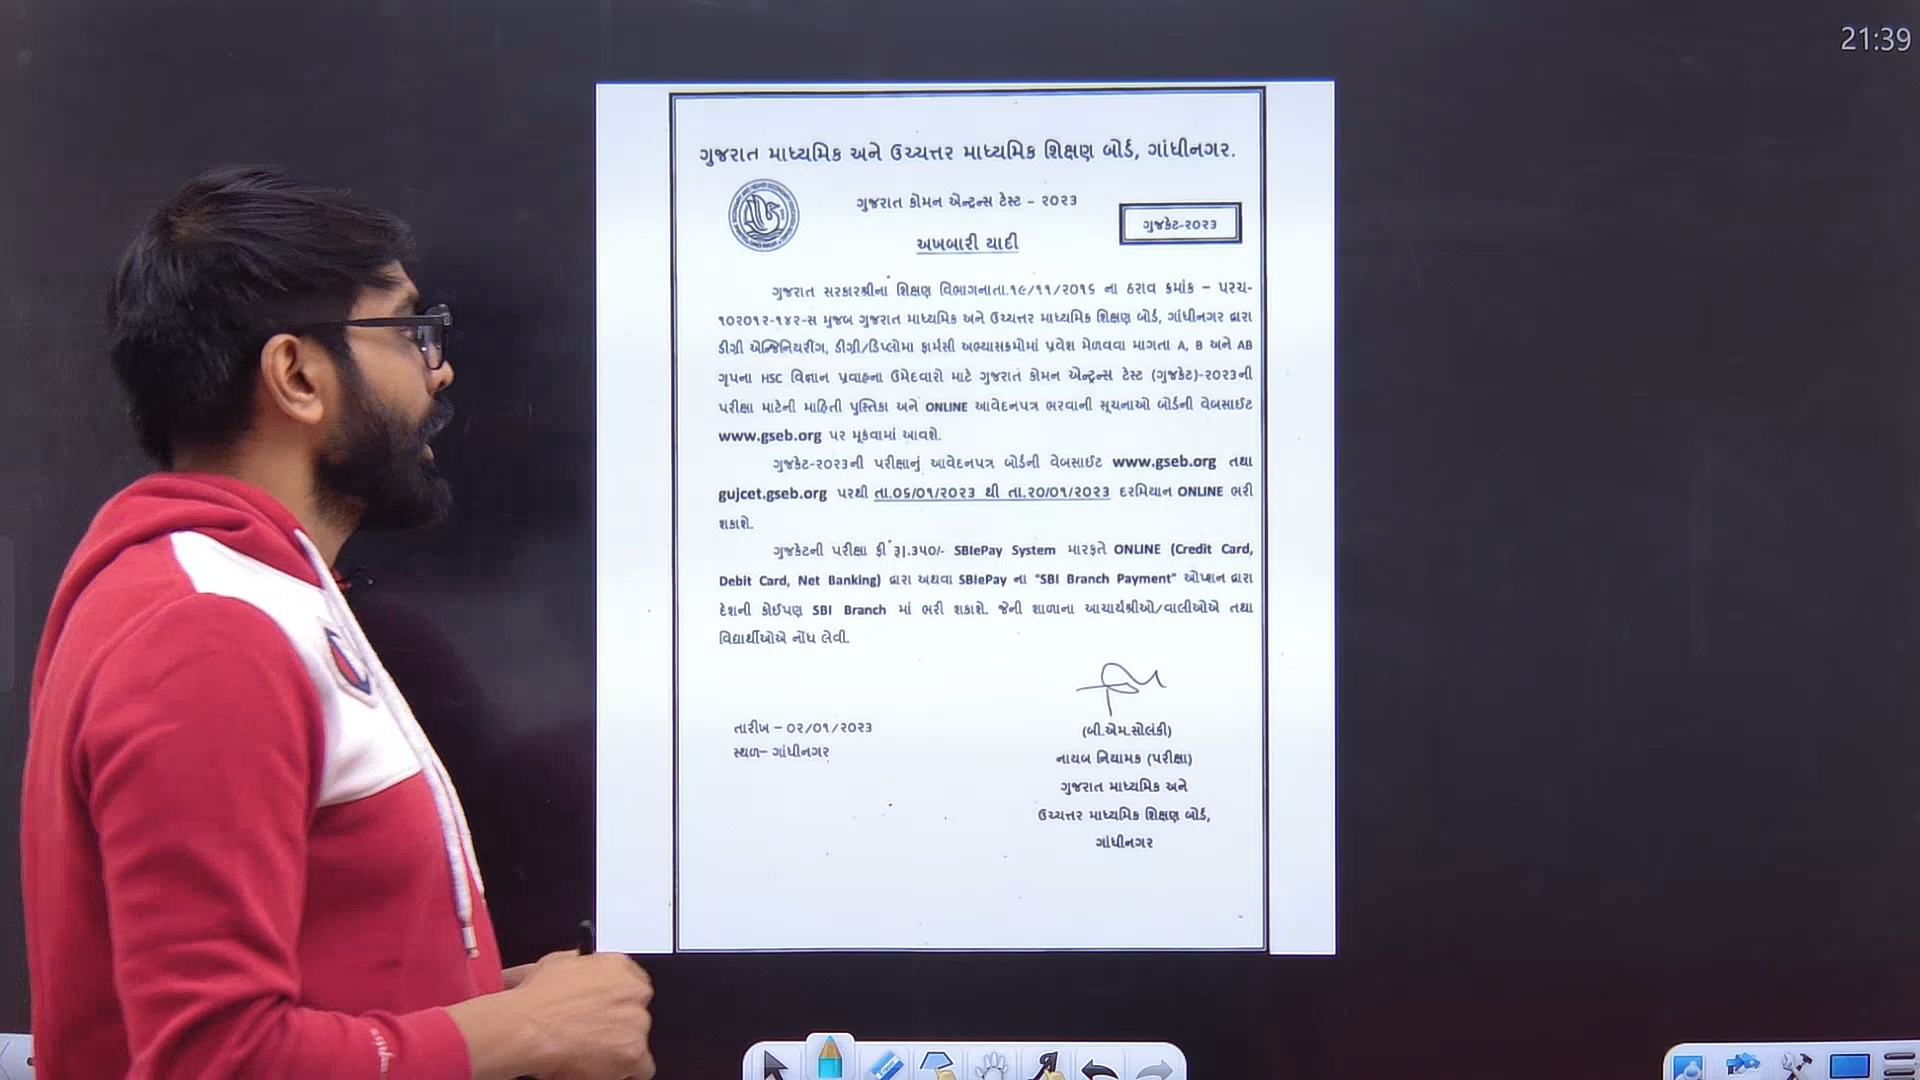 21:39
ગુજરાત માધ્યમિક અને ઉચ્ચત્તર માધ્યમિક શિક્ષણ બોર્ડ, ગાંધીનગર.
ગુજરાત કોમન એન્ટ્રન્સ ટેસ્ટ - ૨૦૨૩
ગુજકેટ-૨૦૨૩
અખબારી યાદી
ગુજરાત સરકારશ્રીનાં શિક્ષણ વિભાગનાતા.૧૯/૧૧/૨૦૧૬ ના ઠરાવ ક્રમાંક – પરચ-
૧૦૨૦૧૨-૧૪૨-સ મુજબ ગુજરાત માધ્યમિક અને ઉચ્ચત્તર માધ્યમિક શિક્ષણ બોર્ડ, ગાંધીનગર દ્વારા
ડીગ્રી એન્જિનિયરીંગ, ડીગ્રી/ડિપ્લોમા ફાર્મસી અભ્યાસક્રમોમાં પ્રવેશ મેળવવા માગતા A, B અને AB
ગૃપના HSC વિજ્ઞાન પ્રવાહના ઉમેદવારો માટે ગુજરાત કોમન એન્ટ્રન્સ ટેસ્ટ (ગુજકેટ)-૨૦૨૩ની
પરીક્ષા માટેની માહિતી પુસ્તિકા અને ONLINE આવેદનપત્ર ભરવાની સૂચનાઓ બોર્ડની વેબસાઈટ
www.gseb.org પર મૂકવામાં આવશે.
ગુજકેટ-૨૦૨૩ની પરીક્ષાનું આવેદનપત્ર બોર્ડની વેબસાઈટ www.gseb.org તથા
gujcet.gseb.org પરથી તા.૦૬/૦૧/૨૦૨૩ થી તા.૨૦/૦૧/૨૦૨૩ દરમિયાન ONLINE ભરી
શકાશે.
ગુજકેટની પરીક્ષા ફી રૂા.૩૫૦/- SBIePay System મારફતે ONLINE (Credit Card,
Debit Card, Net Banking) દ્વારા અથવા SBIePay ના "SBI Branch Payment" ઓપ્શન દ્વારા
દેશની કોઈપણ SBI Branch માં ભરી શકાશે. જેની શાળાના આચાર્યશ્રીઓ/વાલીઓએ તથા
વિદ્યાર્થીઓએ નોંધ લેવી.
તારીખ – ૦૨/૦૧/૨૦૨૩
સ્થળ– ગાંધીનગર
(બી.એમ.સોલંકી)
નાયબ નિયામક (પરીક્ષા)
ગુજરાત માધ્યમિક અને
ઉચ્ચત્તર માધ્યમિક શિક્ષણ બોર્ડ,
ગાંધીનગર